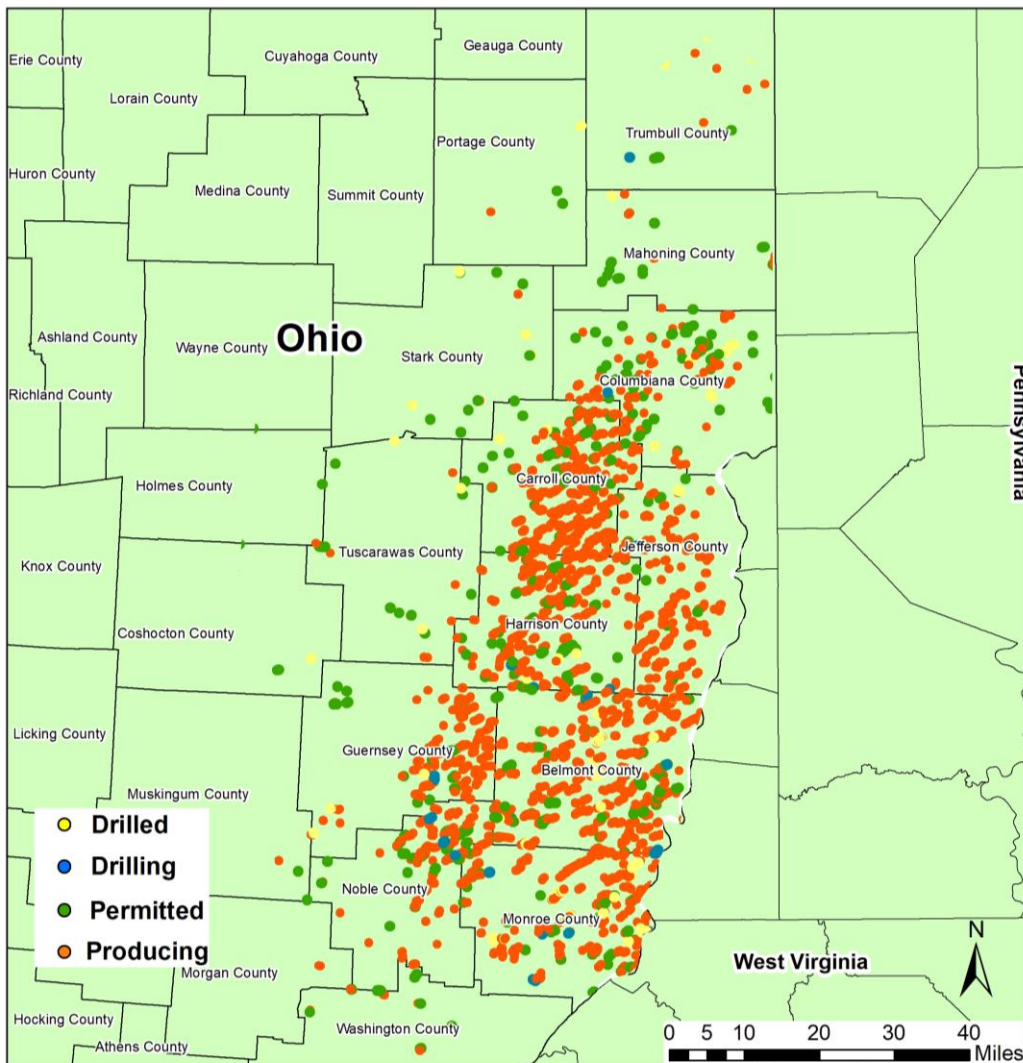 Geauga County
Cuyahoga County
Erie County
Lorain County
Trumbull County
Portage County
Huron County
Medina County
Summit County
Mahoning County
Ohio
Ashland County
Wayne County
Stark County
Columbiana County
Richland County
Pennsylvania
Carroll County
Holmes County
Jefferson County
Tuscarawas County
Knox County
Harrison County
Coshocton County
Licking County
Guernsey County
Belmont County
Muskingum County
Drilled
Drilling
Permitted
Producing
Noble County
Monroe County
N
West Virginia
Morgan County
Hocking County
Washington County
Athens County
0 5 10 20 30 40
Miles